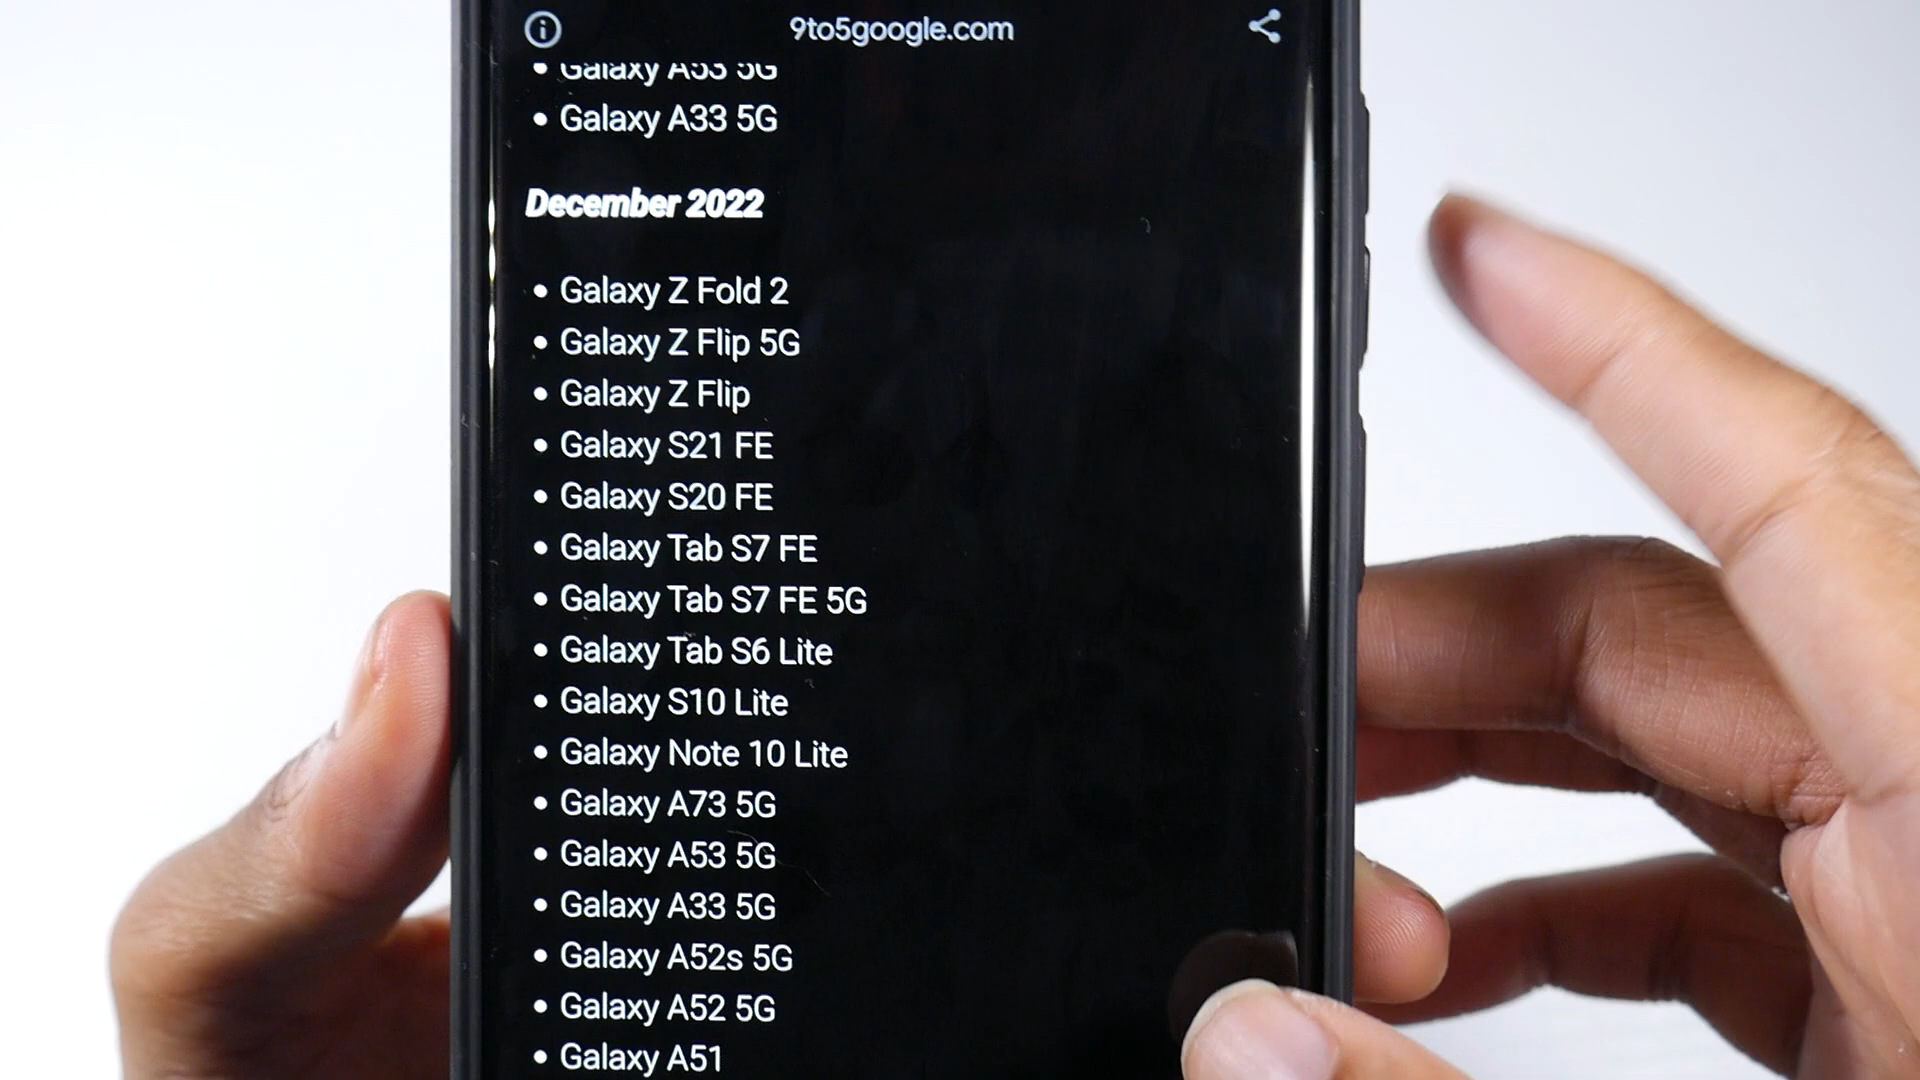 9to5google.com
• Galaxy A53 5G
• Galaxy A33 5G
December 2022
• Galaxy Z Fold 2
• Galaxy Z Flip 5G
• Galaxy Z Flip
• Galaxy S21 FE
• Galaxy S20 FE
• Galaxy Tab S7 FE
• Galaxy Tab S7 FE 5G
• Galaxy Tab S6 Lite
• Galaxy S10 Lite
• Galaxy Note 10 Lite
• Galaxy A73 5G
• Galaxy A53 5G
• Galaxy A33 5G
• Galaxy A52s 5G
• Galaxy A52 5G
• Galaxy A51